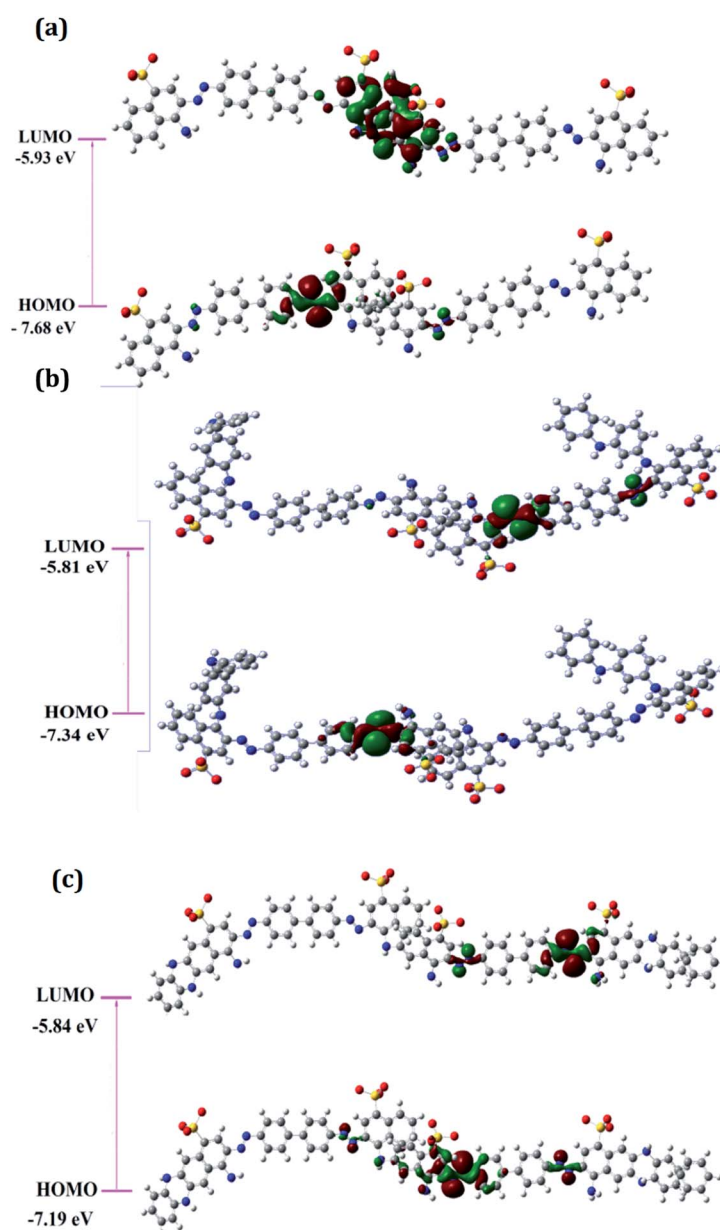 (a)
LUMO
-5.93 eV
HOMO
- 7.68 eV
(b)
LUMO
-5.81 eV
HOMO
-7.34 eV
(c)
LUMO
-5.84 eV
HOMO
-7.19 eV